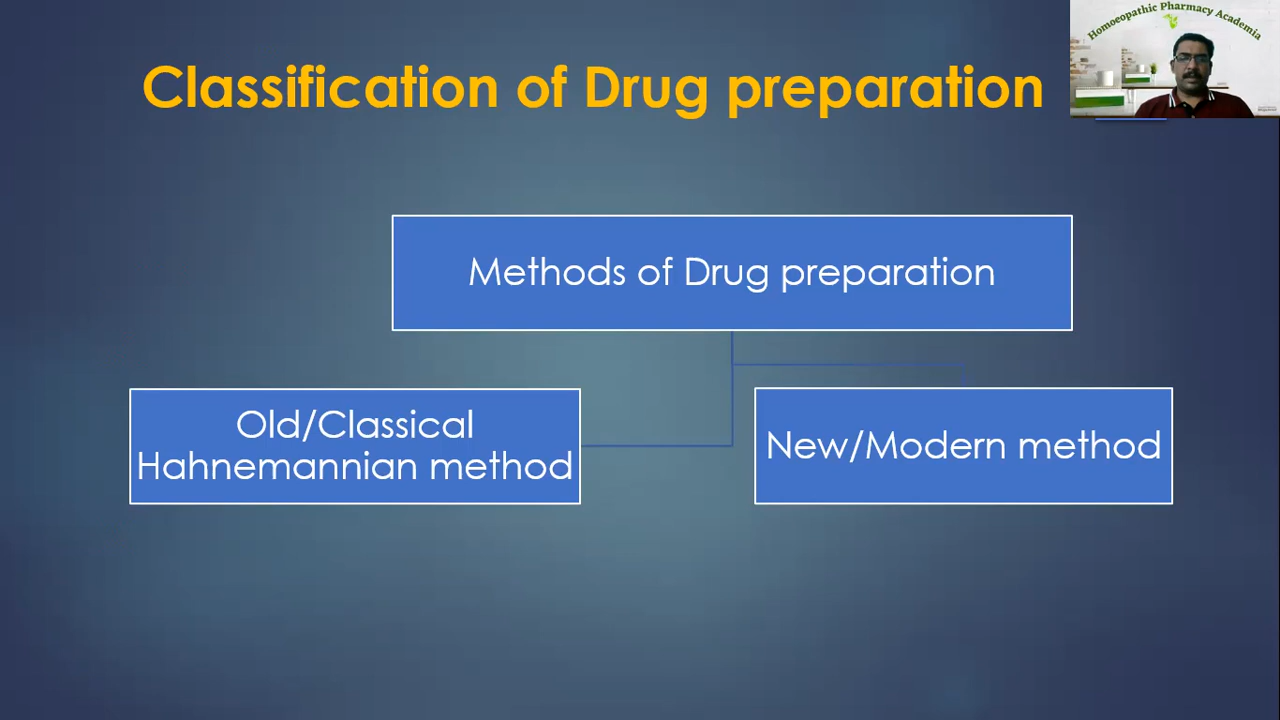 Homoeopathic Pharmacy Academia
Classification of Drug preparation
Methods of Drug preparation
Old/Classical
Hahnemannian method
New/Modern method